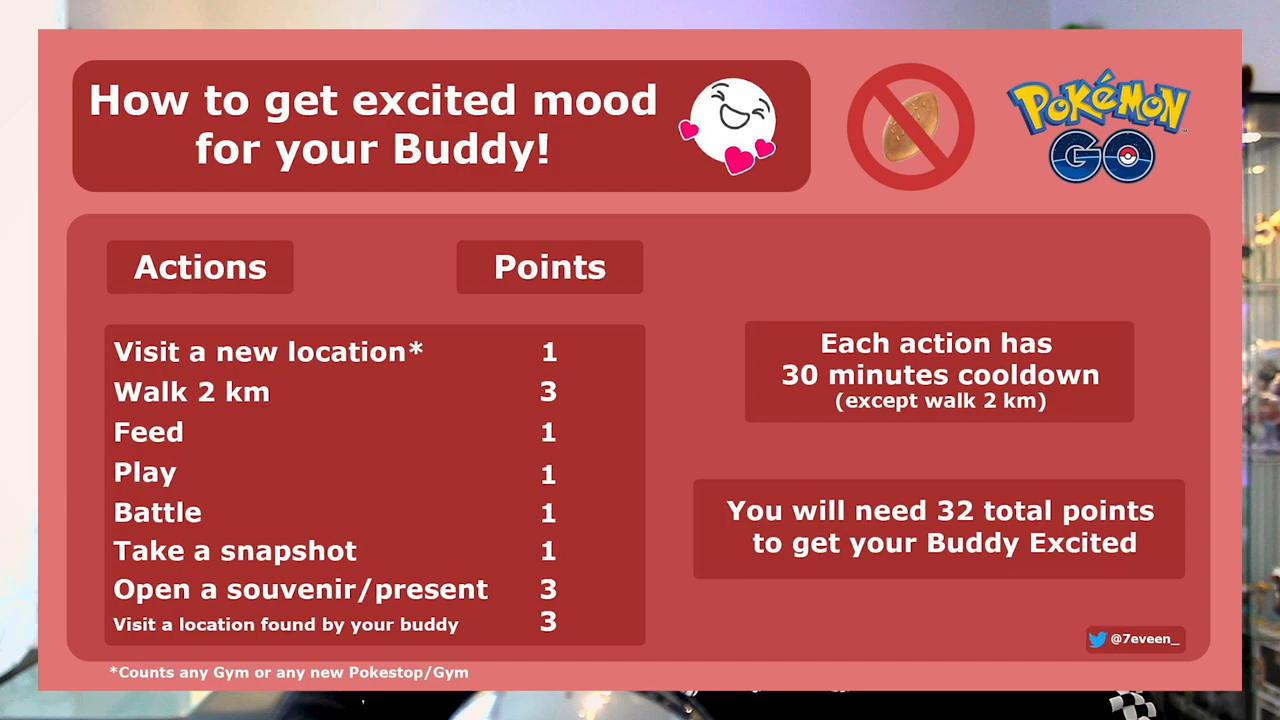 How to get excited mood
for your Buddy!
POKéMON
GO
Actions
Points
Visit a new location* 1
Walk 2 km 3
Feed 1
Play 1
Battle 1
Take a snapshot 1
Open a souvenir/present 3
Visit a location found by your buddy 3
Each action has
30 minutes cooldown
(except walk 2 km)
You will need 32 total points
to get your Buddy Excited
@7eveen_
*Counts any Gym or any new Pokestop/Gym